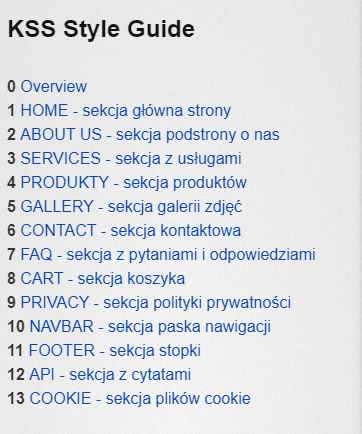 KSS Style Guide
0 Overview
1 HOME - sekcja główna strony
2 ABOUT US - sekcja podstrony o nas
3 SERVICES - sekcja z usługami
4 PRODUKTY - sekcja produktów
5 GALLERY - sekcja galerii zdjęć
6 CONTACT - sekcja kontaktowa
7 FAQ - sekcja z pytaniami i odpowiedziami
8 CART - sekcja koszyka
9 PRIVACY - sekcja polityki prywatności
10 NAVBAR - sekcja paska nawigacji
11 FOOTER - sekcja stopki
12 API - sekcja z cytatami
13 COOKIE - sekcja plików cookie